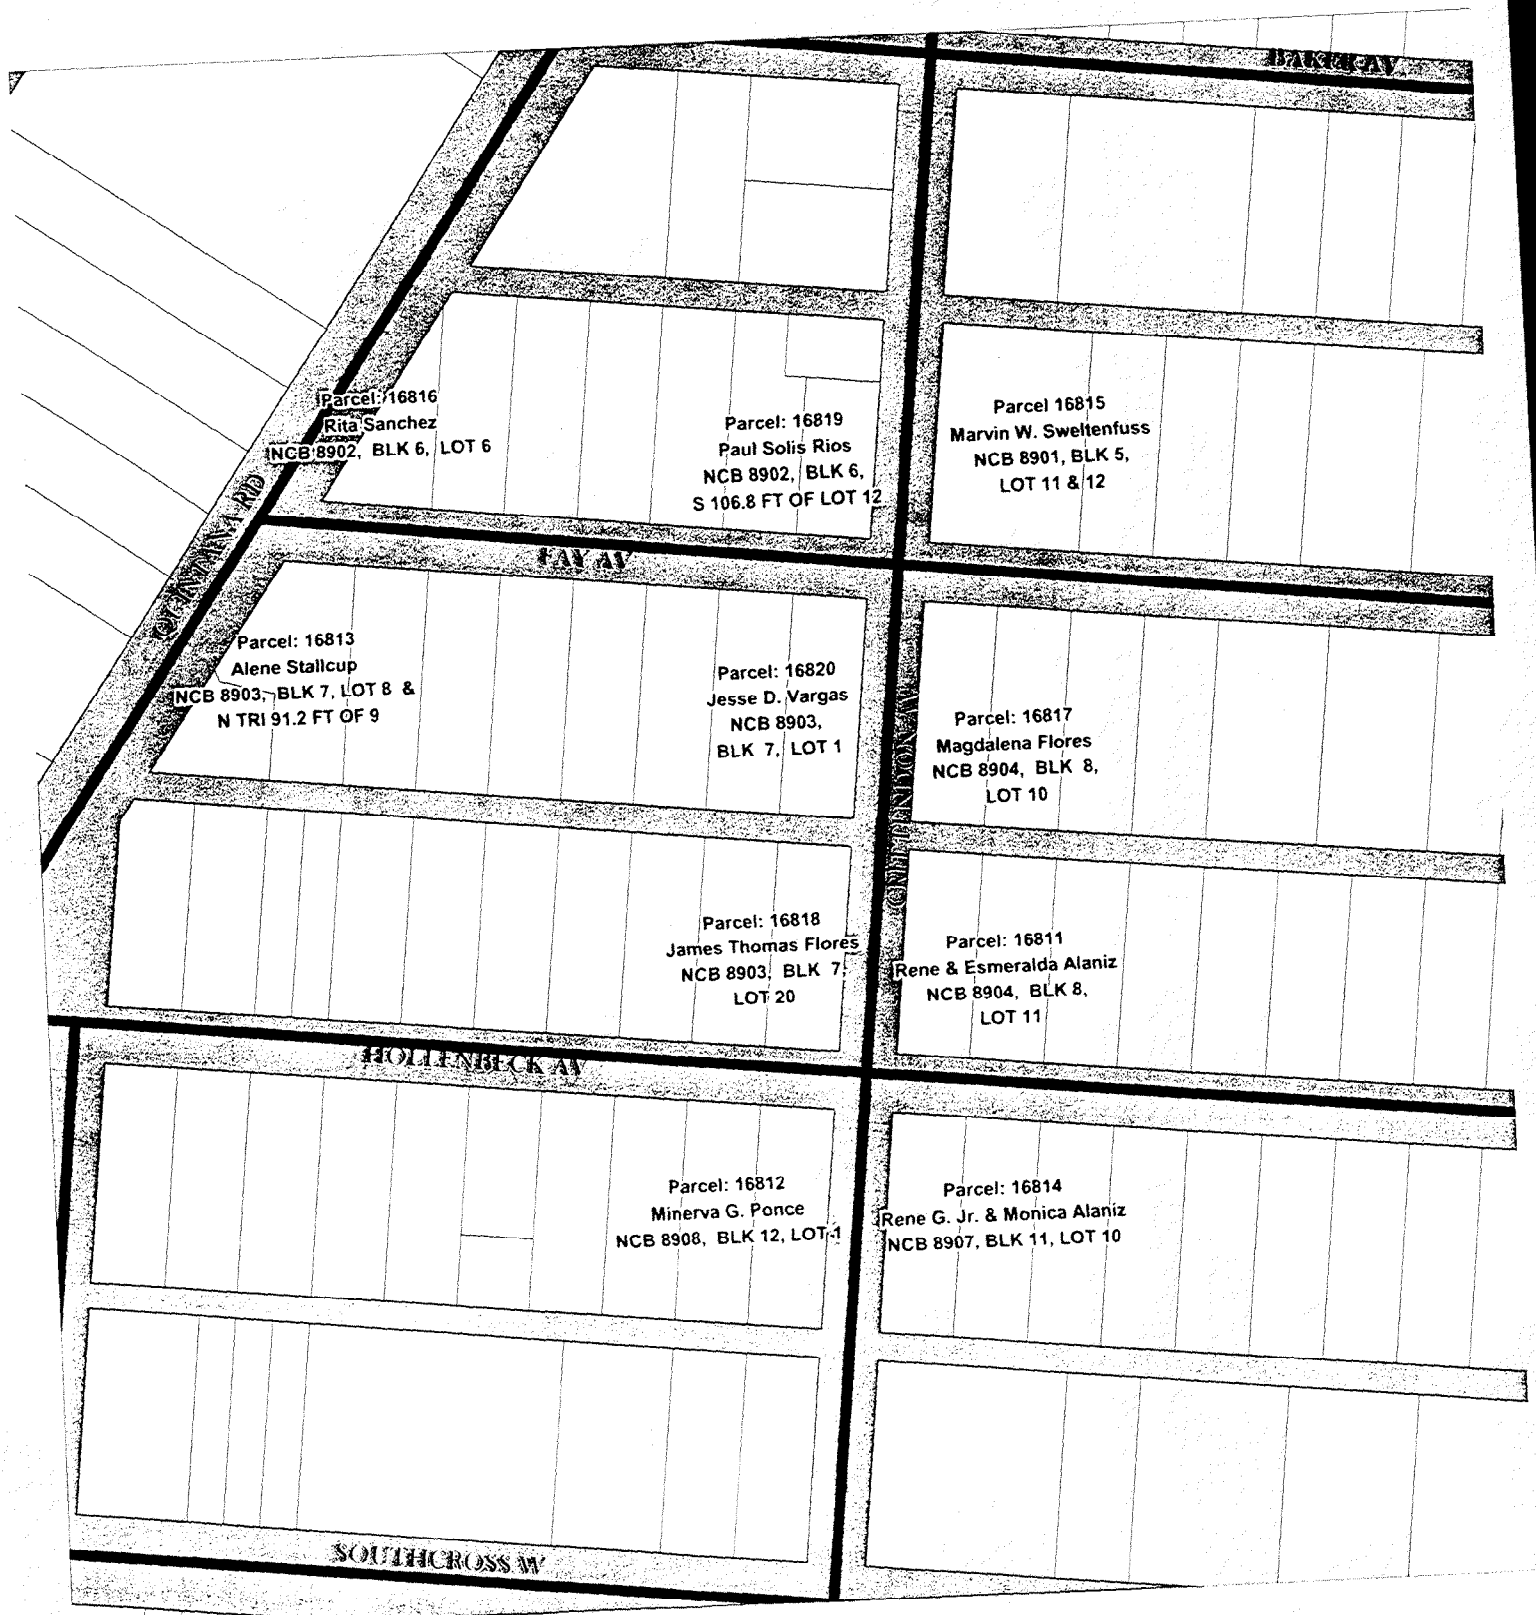 BAKER AV
Parcel: 16816
Rita Sanchez
NCB 8902, BLK 6, LOT 6
Parcel: 16819
Paul Solis Rios
NCB 8902, BLK 6,
S 106.8 FT OF LOT 12
Parcel 16815
Marvin W. Sweltenfuss
NCB 8901, BLK 5,
LOT 11 & 12
QUINTANA RD
FAY AV
Parcel: 16813
Alene Stallcup
NCB 8903, BLK 7, LOT 8 &
N TRI 91.2 FT OF 9
Parcel: 16820
Jesse D. Vargas
NCB 8903,
BLK 7, LOT 1
Parcel: 16817
Magdalena Flores
NCB 8904, BLK 8,
LOT 10
Parcel: 16818
James Thomas Flores
NCB 8903, BLK 7,
LOT 20
Parcel: 16811
Rene & Esmeralda Alaniz
NCB 8904, BLK 8,
LOT 11
HOLLENBECK AV
Parcel: 16812
Minerva G. Ponce
NCB 8908, BLK 12, LOT 1
Parcel: 16814
Rene G. Jr. & Monica Alaniz
NCB 8907, BLK 11, LOT 10
SOUTHCROSS W